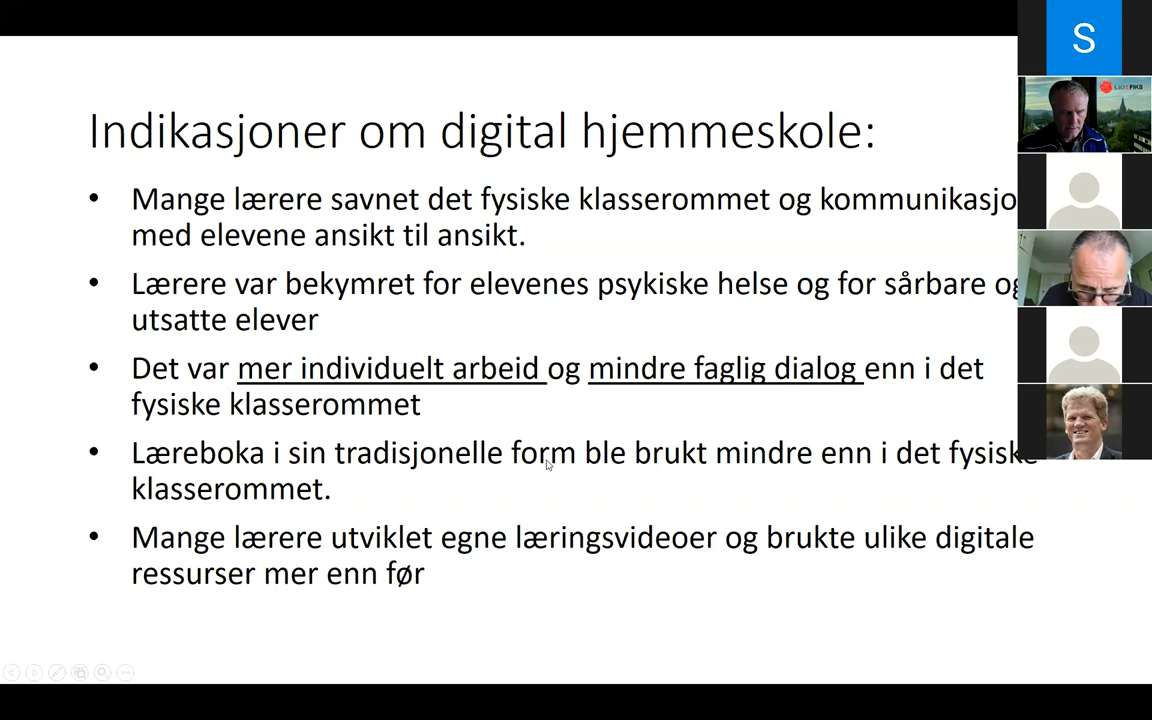 Indikasjoner om digital hjemmeskole:
• Mange lærere savnet det fysiske klasserommet og kommunikasjo
med elevene ansikt til ansikt.
• Lærere var bekymret for elevenes psykiske helse og for sårbare og
utsatte elever
• Det var mer individuelt arbeid og mindre faglig dialog enn i det
fysiske klasserommet
• Læreboka i sin tradisjonelle form ble brukt mindre enn i det fysiske
klasserommet.
• Mange lærere utviklet egne læringsvideoer og brukte ulike digitale
ressurser mer enn før
S
FIKS